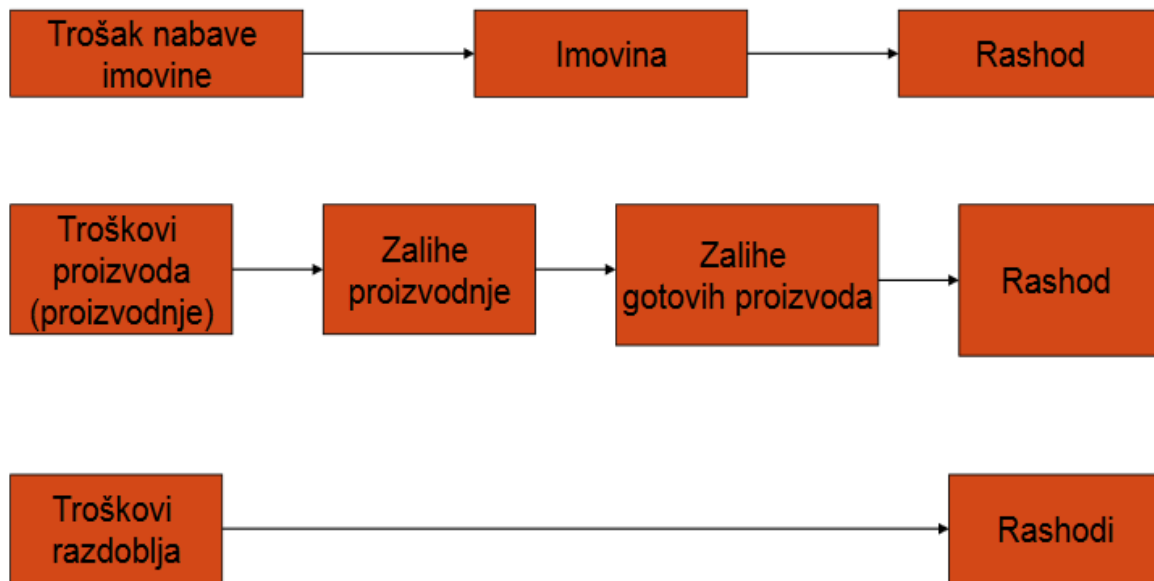 Trošak nabave
imovine
Imovina
Rashod
Troškovi
proizvoda
(proizvodnje)
Zalihe
proizvodnje
Zalihe
gotovih proizvoda
Rashod
Troškovi
razdoblja
Rashodi